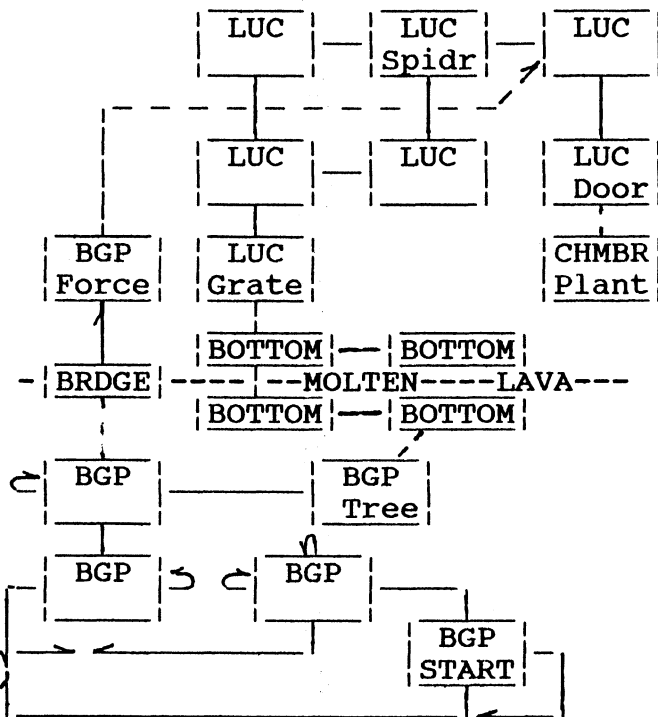 LUC LUC LUC
Spidr
LUC LUC LUC
Door
BGP LUC CHMBR
Force Grate Plant
BOTTOM BOTTOM
BRDGE MOLTEN LAVA
BOTTOM BOTTOM
BGP BGP
Tree
BGP BGP
BGP
START